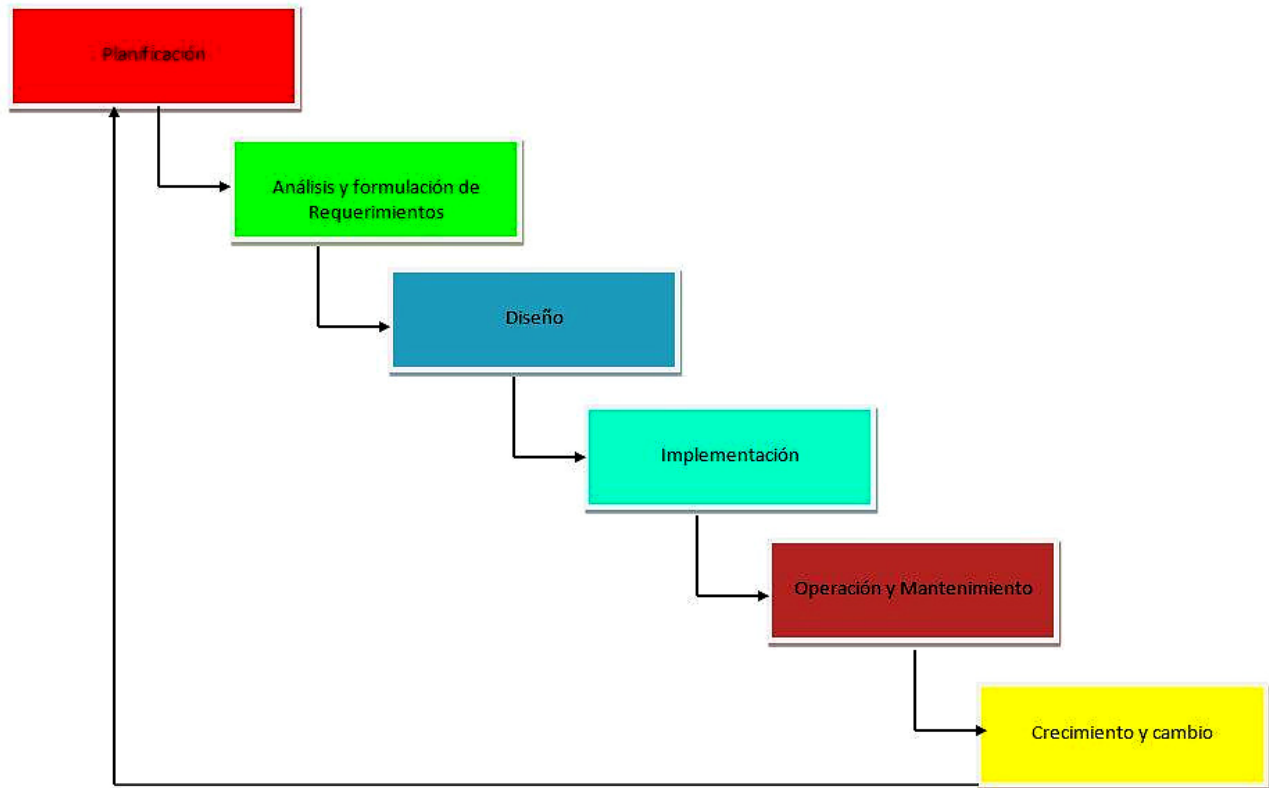 Planificación
Análisis y formulación de
Requerimientos
Diseño
Implementación
Operación y Mantenimiento
Crecimiento y cambio